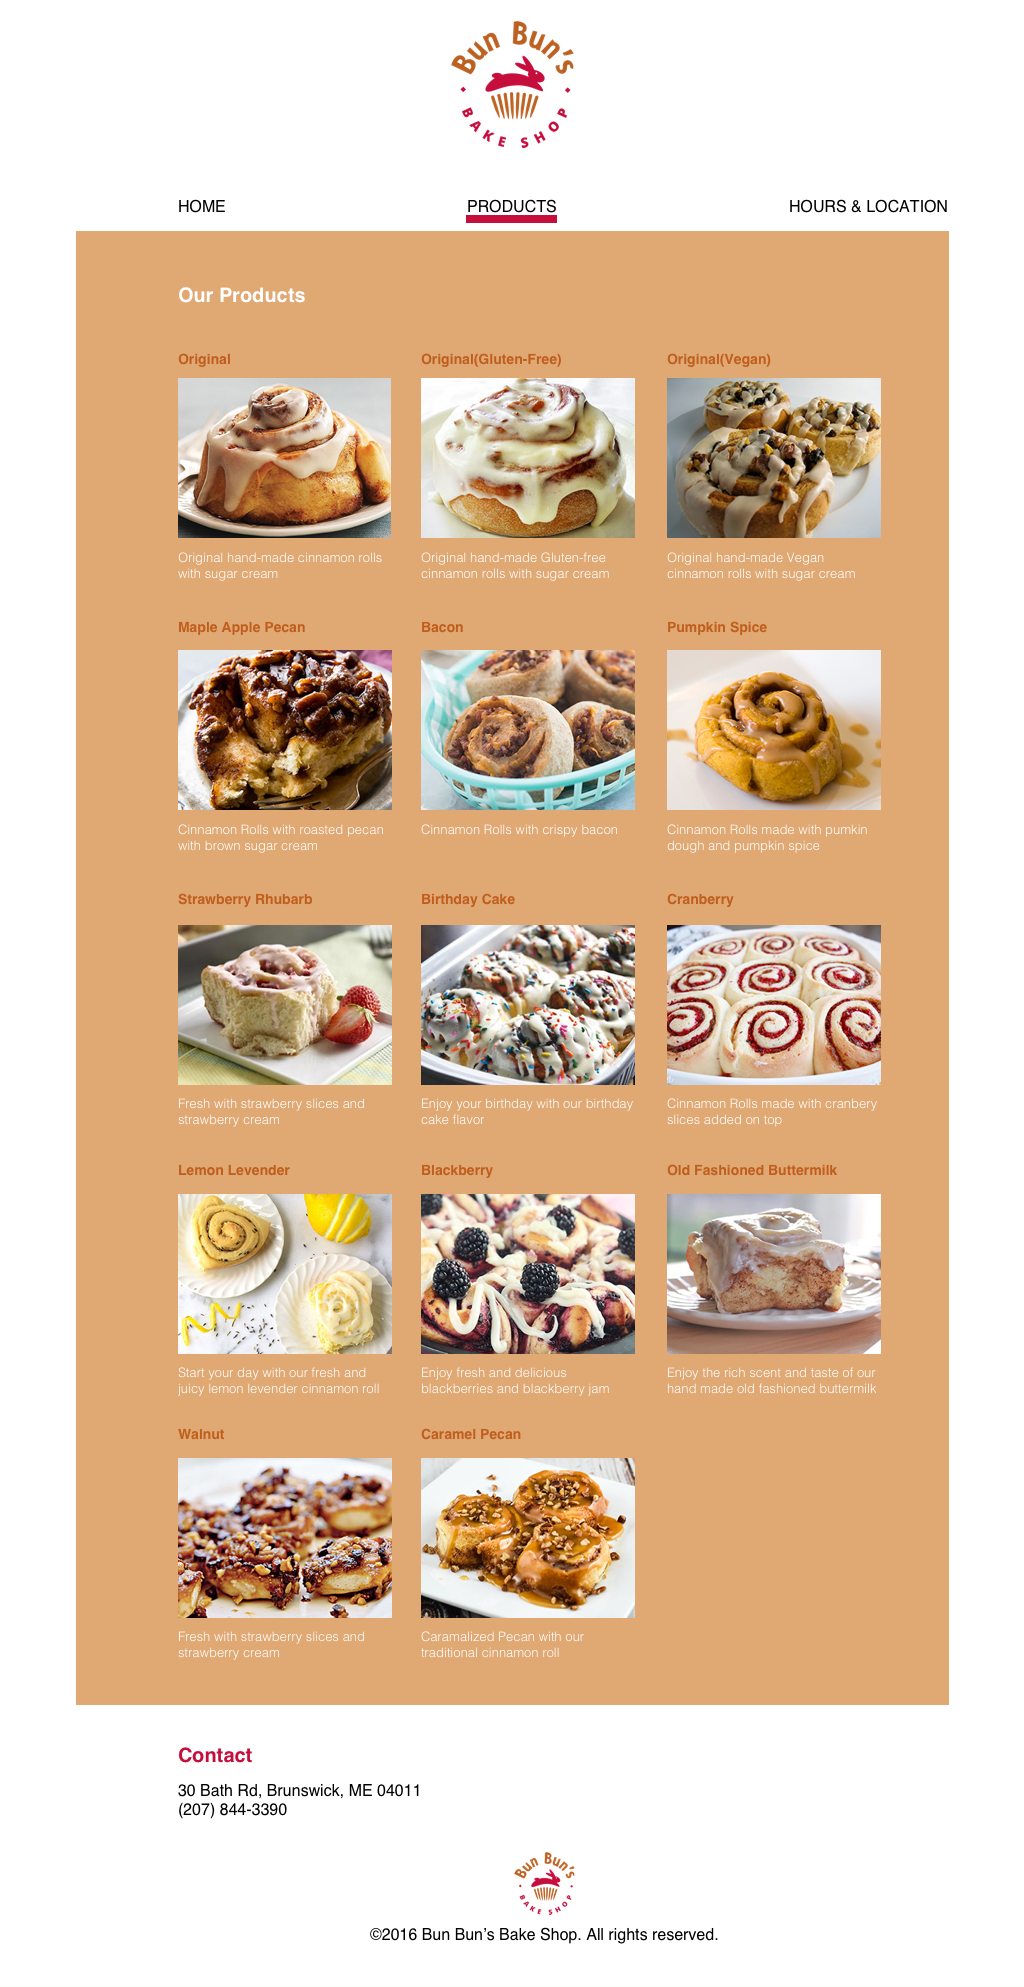 Bun Bun's
BAKE SHOP
HOME
PRODUCTS
HOURS & LOCATION
Our Products
Original
Original(Gluten-Free)
Original(Vegan)
Original hand-made cinnamon rolls
with sugar cream
Original hand-made Gluten-free
cinnamon rolls with sugar cream
Original hand-made Vegan
cinnamon rolls with sugar cream
Maple Apple Pecan
Bacon
Pumpkin Spice
Cinnamon Rolls with roasted pecan
with brown sugar cream
Cinnamon Rolls with crispy bacon
Cinnamon Rolls made with pumkin
dough and pumpkin spice
Strawberry Rhubarb
Birthday Cake
Cranberry
Fresh with strawberry slices and
strawberry cream
Enjoy your birthday with our birthday
cake flavor
Cinnamon Rolls made with cranbery
slices added on top
Lemon Levender
Blackberry
Old Fashioned Buttermilk
Start your day with our fresh and
juicy lemon levender cinnamon roll
Enjoy fresh and delicious
blackberries and blackberry jam
Enjoy the rich scent and taste of our
hand made old fashioned buttermilk
Walnut
Caramel Pecan
Fresh with strawberry slices and
strawberry cream
Caramalized Pecan with our
traditional cinnamon roll
Contact
30 Bath Rd, Brunswick, ME 04011
(207) 844-3390
Bun Bun's
BAKE SHOP
©2016 Bun Bun’s Bake Shop. All rights reserved.